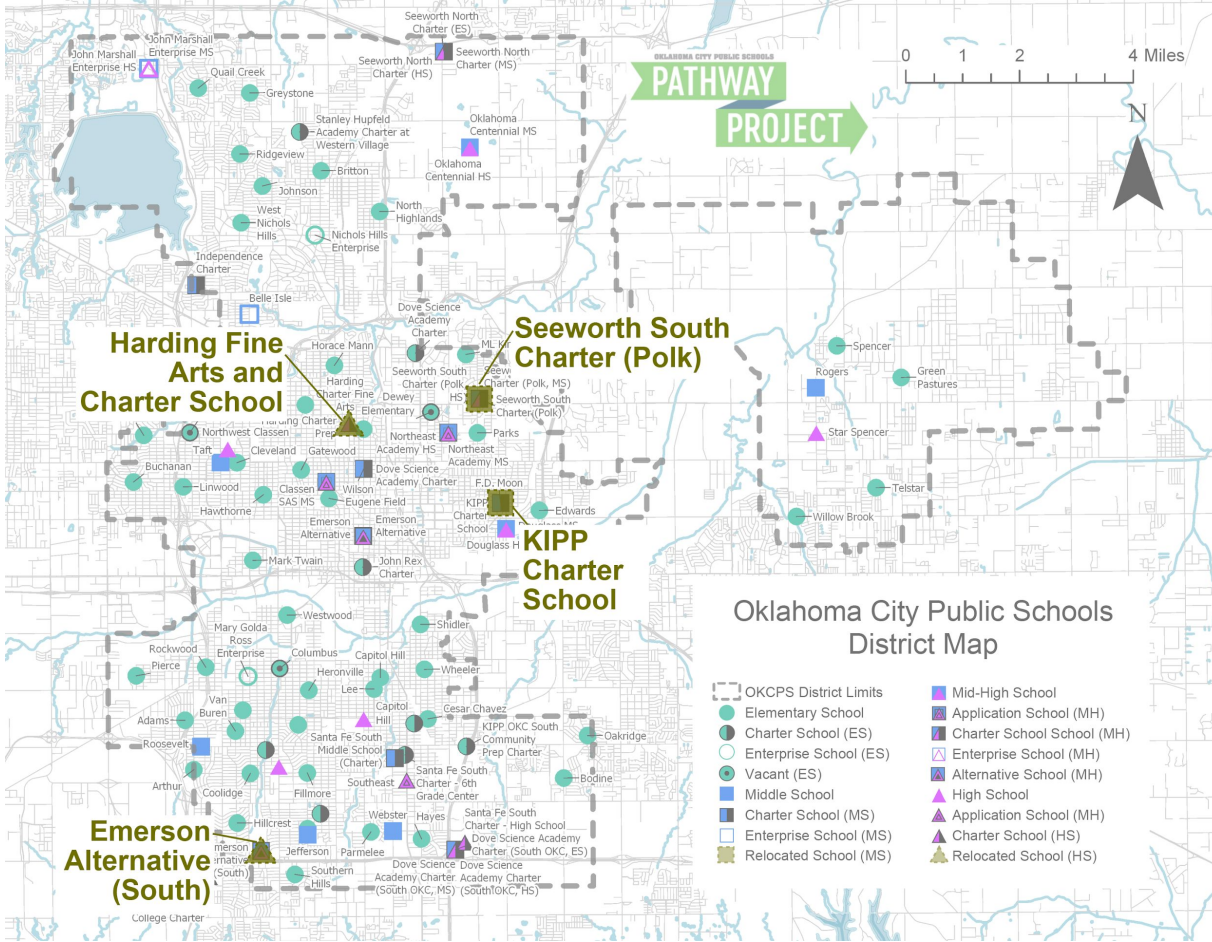 Seeworth North
Charter (ES)
John Marshall
Enterprise MS
John Marshall
Enterprise HS
Seeworth North
Charter (HS)
Seeworth North
Charter (MS)
OKLAHOMA CITY PUBLIC SCHOOLS
PATHWAY
PROJECT
0 1 2 4 Miles
N
Quail Creek
Greystone
Stanley Hupfeld
Academy Charter at
Western Village
Oklahoma
Centennial MS
Oklahoma
Centennial HS
Ridgeview
Britton
Johnson
West
Nichols
Hills
North
Highlands
Nichols Hills
Enterprise
Independence
Charter
Belle Isle
Dove Science
Academy
Charter
Harding Fine
Arts and
Charter School
Seeworth South
Charter (Polk)
Horace Mann
Harding
Charter Fine
Arts
Seeworth South
Charter (Polk
HS)
Charter (Polk, MS)
Seeworth South
Charter (Polk)
Dewey
Elementary
Spencer
Rogers
Green
Pastures
Star Spencer
Telstar
Willow Brook
Northwest Classen
Taft
Cleveland
Gatewood
Buchanan
Linwood
Hawthorne
Classen
SAS MS
Wilson
Eugene Field
Dove Science
Academy Charter
Northeast
Academy HS
Northeast
Academy MS
Parks
F.D. Moon
KIPP
Charter
School
Edwards
Douglass H
KIPP
Charter
School
Emerson
Alternative
Emerson
Alternative
Mark Twain
John Rex
Charter
Westwood
Shidler
Mary Golda
Ross
Enterprise
Rockwood
Pierce
Columbus
Heronville
Capitol Hill
Lee
Wheeler
Van
Buren
Adams
Capitol
Hill
Cesar Chavez
Roosevelt
Santa Fe South
Middle School
(Charter)
KIPP OKC South
Community
Prep Charter
Oakridge
Arthur
Coolidge
Fillmore
Southeast
Santa Fe South
Charter - 6th
Grade Center
Bodine
Hillcrest
Jefferson
Parmelee
Webster
Hayes
Santa Fe South
Charter - High School
Dove Science Academy
Charter (South OKC, ES)
Emerson
Alternative
(South)
Southern
Hills
Dove Science
Academy Charter
(South OKC, MS)
Dove Science
Academy Charter
(South OKC, HS)
College Charter
Oklahoma City Public Schools
District Map
OKCPS District Limits
Elementary School
Charter School (ES)
Enterprise School (ES)
Vacant (ES)
Middle School
Charter School (MS)
Enterprise School (MS)
Relocated School (MS)
Mid-High School
Application School (MH)
Charter School School (MH)
Enterprise School (MH)
Alternative School (MH)
High School
Application School (MH)
Charter School (HS)
Relocated School (HS)